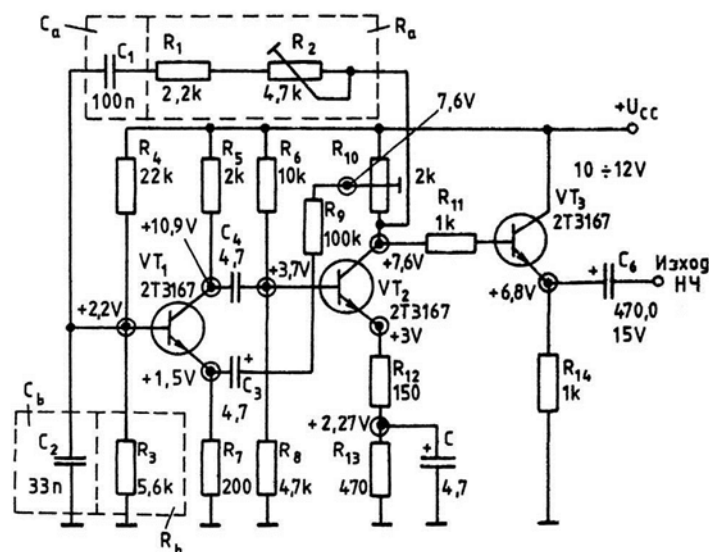 Ca
C1
100n
R1
2,2k
R2
4,7k
Ra
7,6V
+UCC
10 ÷ 12V
R4
22k
R5
2k
R6
10k
R10
2k
R11
1k
VT3
2T3167
+10,9V
C4
4,7
R9
100k
VT1
2T3167
+3,7V
+7,6V
VT2
2T3167
+6,8V
C6
+
470,0
15V
Изход
НЧ
+2,2V
+3V
+1,5V
+
C3
4,7
R12
150
R14
1k
Cb
C2
33n
R3
5,6k
R7
200
R8
4,7k
+2,27V
R13
470
+
C
4,7
Rb